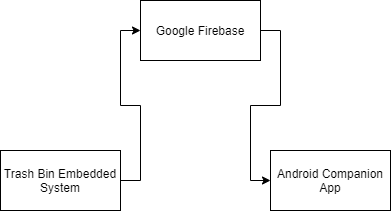 Google Firebase
Trash Bin Embedded
System
Android Companion
App